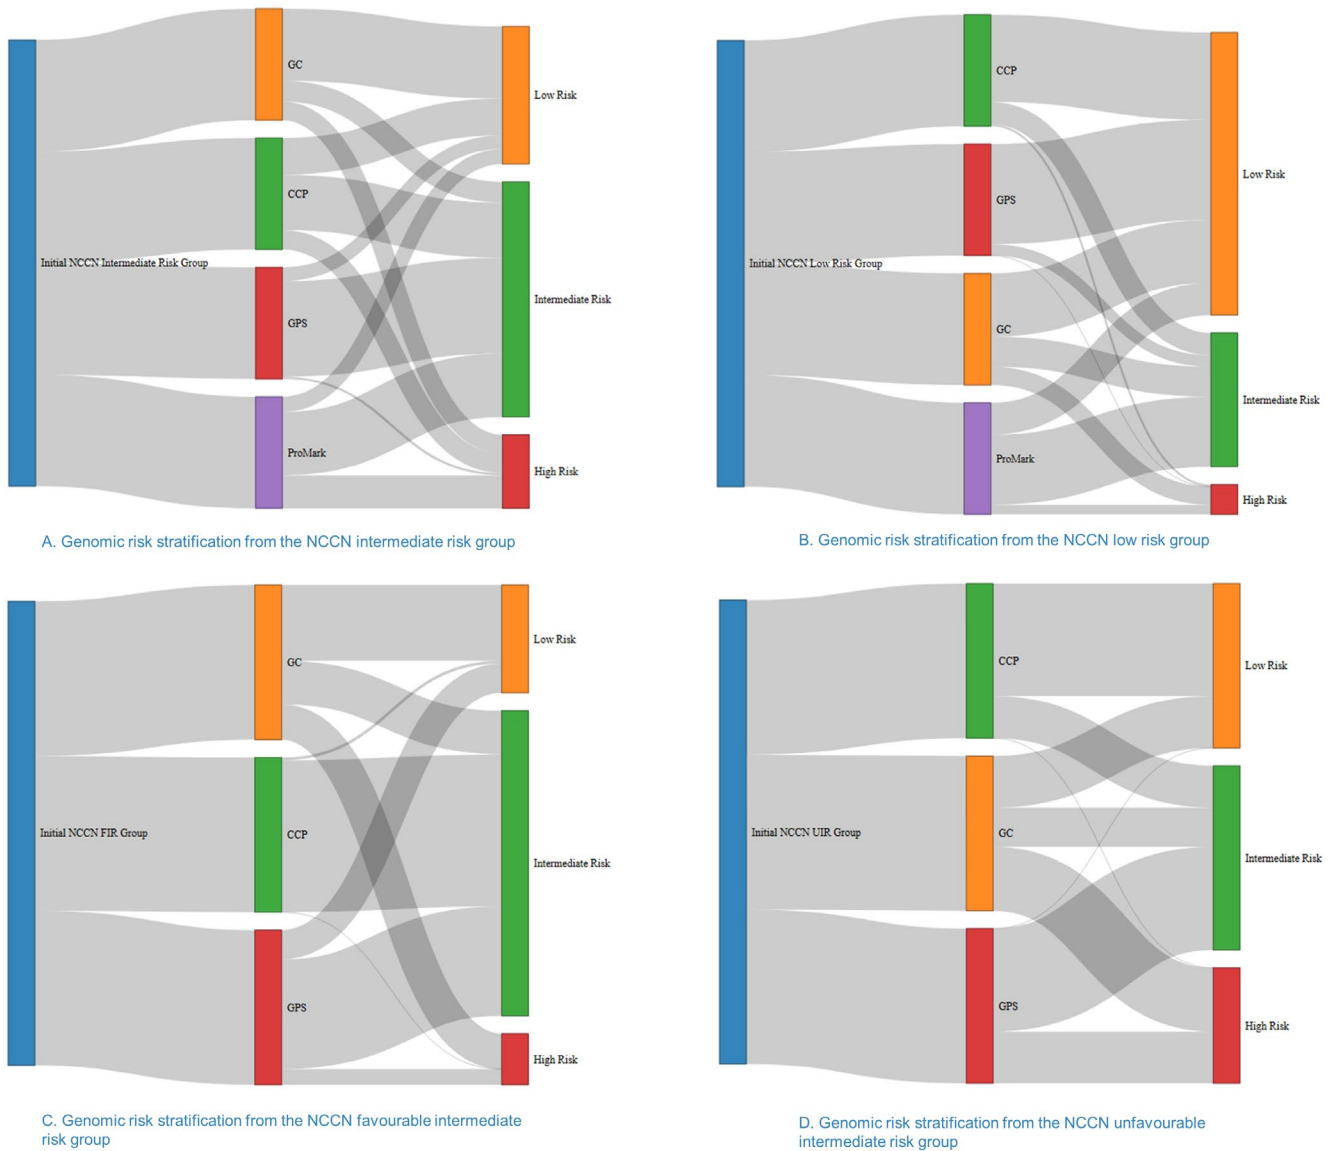 GC
Low Risk
CCP
Initial NCCN Intermediate Risk Group
Intermediate Risk
GPS
ProMark
High Risk
A. Genomic risk stratification from the NCCN intermediate risk group
CCP
Low Risk
GPS
Initial NCCN Low Risk Group
GC
Intermediate Risk
ProMark
High Risk
B. Genomic risk stratification from the NCCN low risk group
Low Risk
GC
Initial NCCN FIR Group
CCP
Intermediate Risk
GPS
High Risk
C. Genomic risk stratification from the NCCN favourable intermediate
risk group
CCP
Low Risk
Initial NCCN UIR Group
GC
Intermediate Risk
GPS
High Risk
D. Genomic risk stratification from the NCCN unfavourable
intermediate risk group